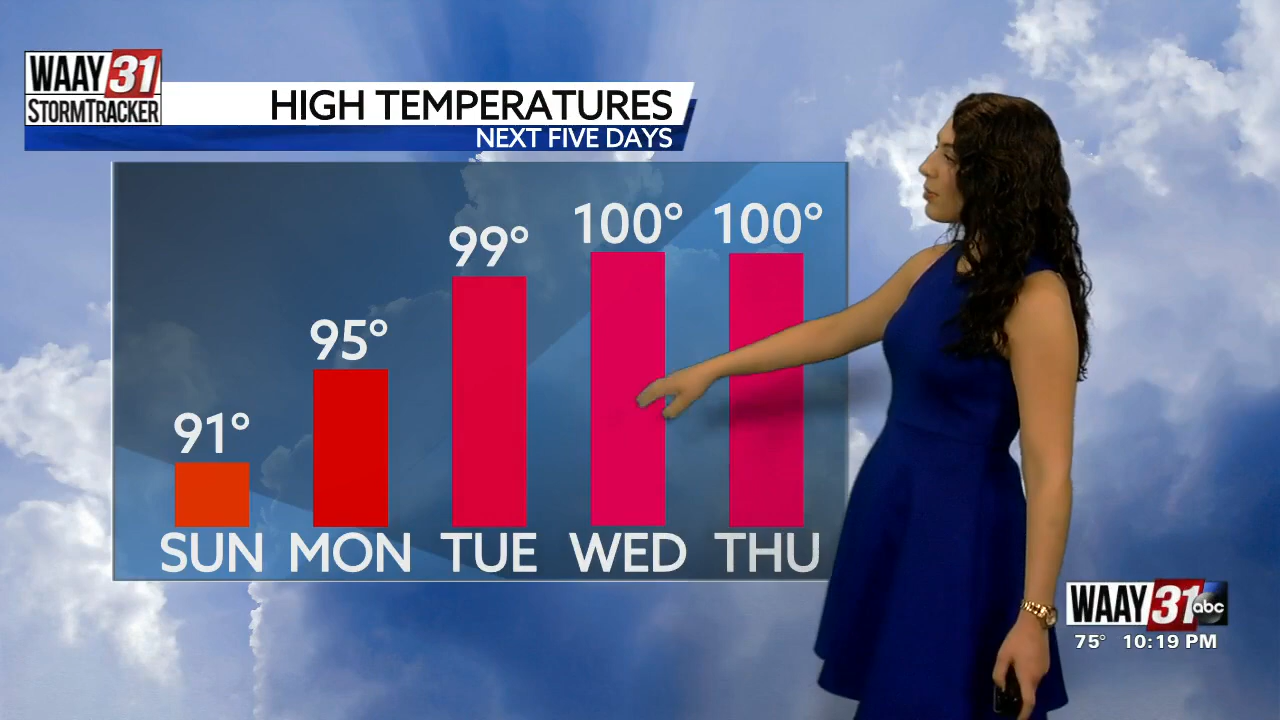 WAAY 31
STORMTRACKER
HIGH TEMPERATURES
NEXT FIVE DAYS
91° 95° 99° 100° 100°
SUN MON TUE WED THU
WAAY 31 abc
75° 10:19 PM